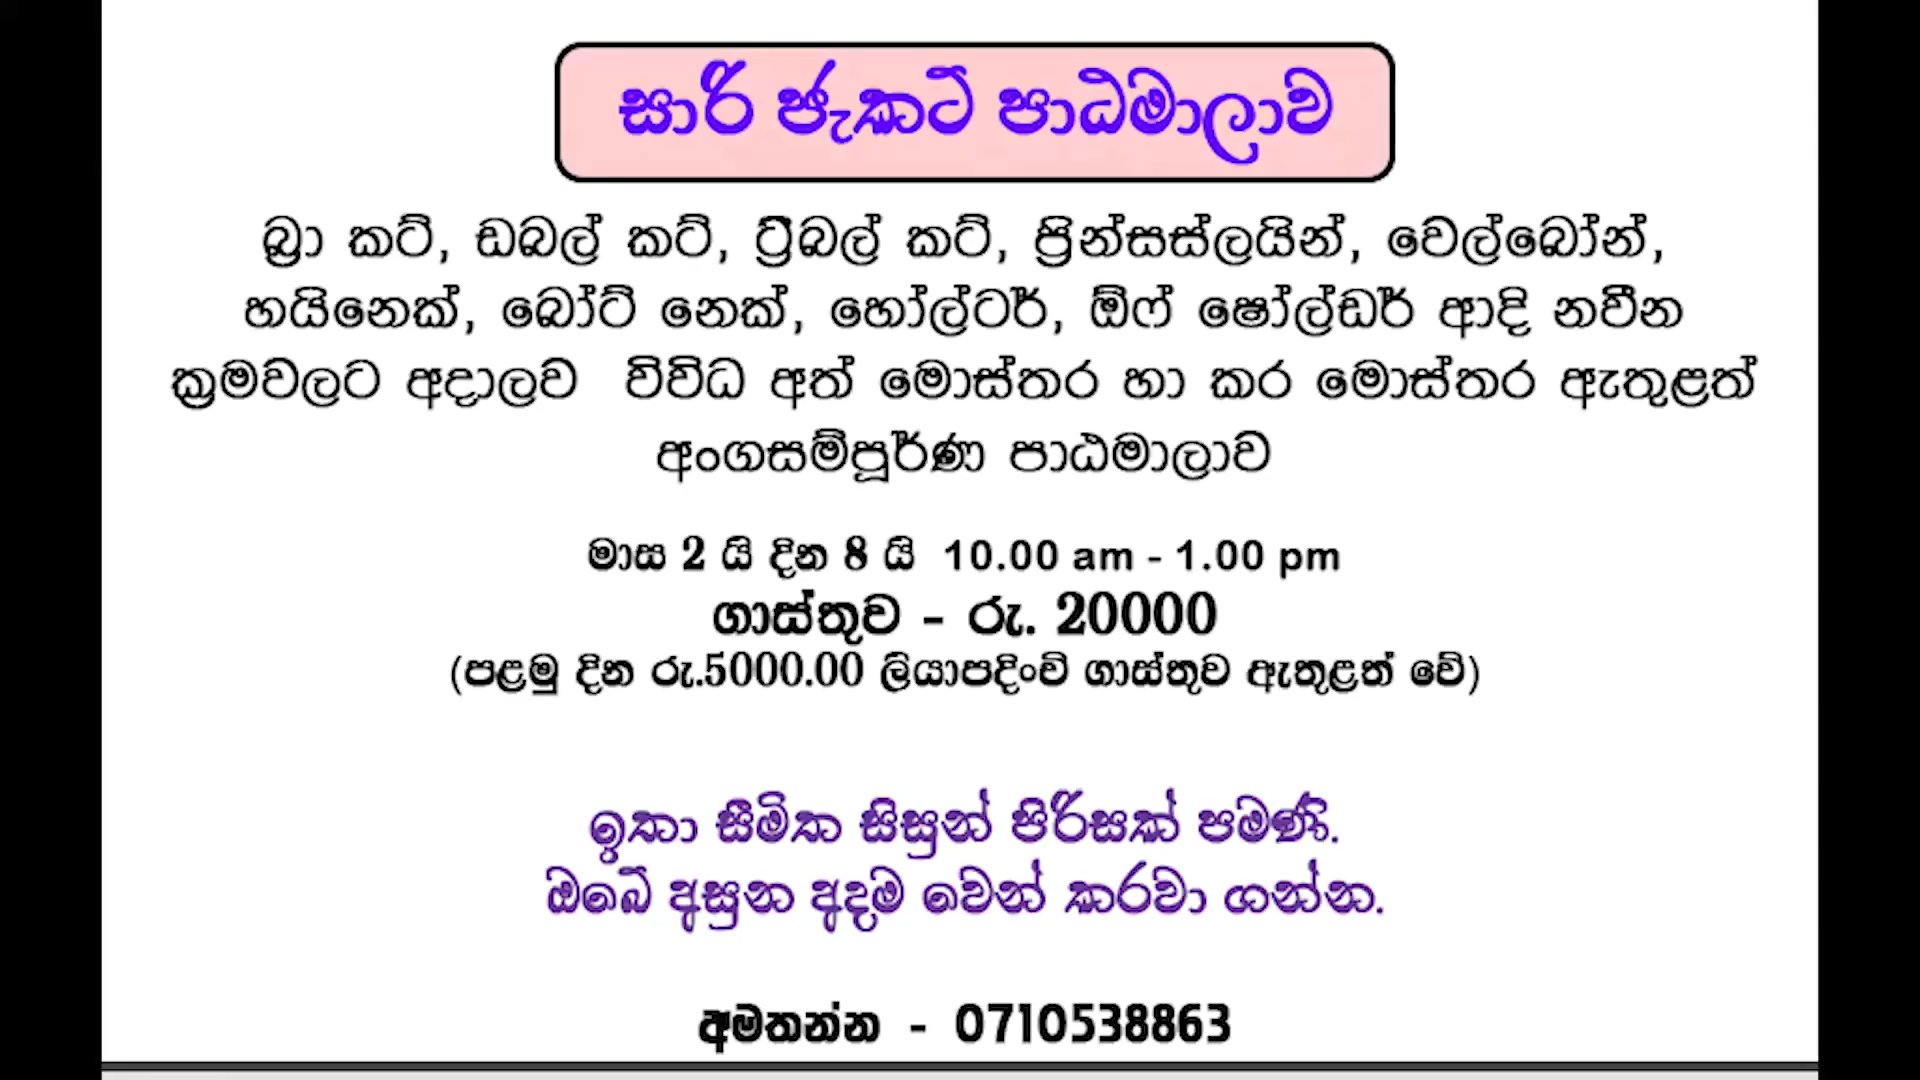 සාරි ජැකට් පාඨමාලාව
බ්‍රා කට්, ඩබල් කට්, ට්‍රිබල් කට්, ප්‍රින්සස්ලයින්, වෙල්බෝන්,
හයිනෙක්, බෝට් නෙක්, හෝල්ටර්, ඕෆ් ෂෝල්ඩර් ආදි නවීන
ක්‍රමවලට අදාලව විවිධ අත් මෝස්තර හා කර මෝස්තර ඇතුළත්
අංගසම්පූර්ණ පාඨමාලාව
මාස 2 යි දින 8 යි 10.00 am - 1.00 pm
ගාස්තුව - රු. 20000
(පළමු දින රු.5000.00 ලියාපදිංචි ගාස්තුව ඇතුළත් වේ)
ඉතා සීමිත සිසුන් පිරිසක් පමණි.
ඔබේ අසුන අදම වෙන් කරවා ගන්න.
අමතන්න - 0710538863